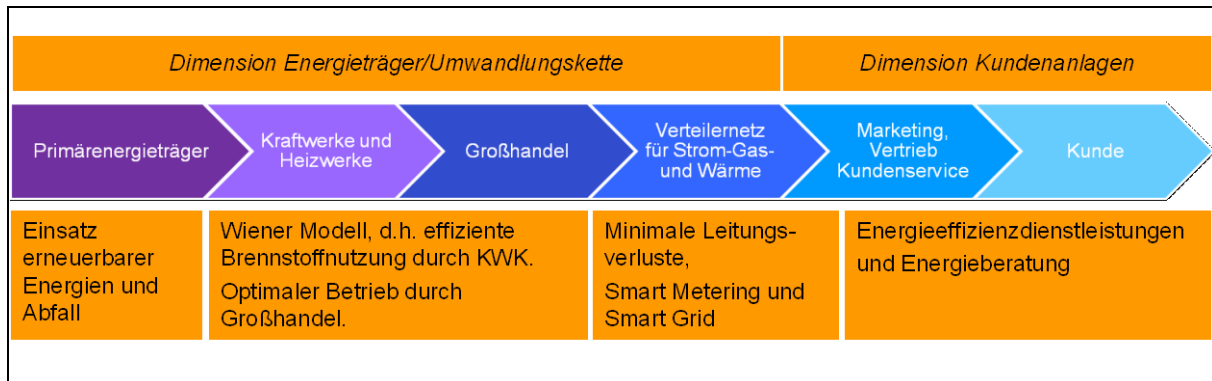 Dimension Energieträger/Umwandlungskette
Dimension Kundenanlagen
Primärenergieträger
Kraftwerke und
Heizwerke
Großhandel
Verteilernetz
für Strom-Gas-
und Wärme
Marketing,
Vertrieb
Kundenservice
Kunde
Einsatz
erneuerbarer
Energien und
Abfall
Wiener Modell, d.h. effiziente
Brennstoffnutzung durch KWK.
Optimaler Betrieb durch
Großhandel.
Minimale Leitungs-
verluste,
Smart Metering und
Smart Grid
Energieeffizienzdienstleistungen
und Energieberatung